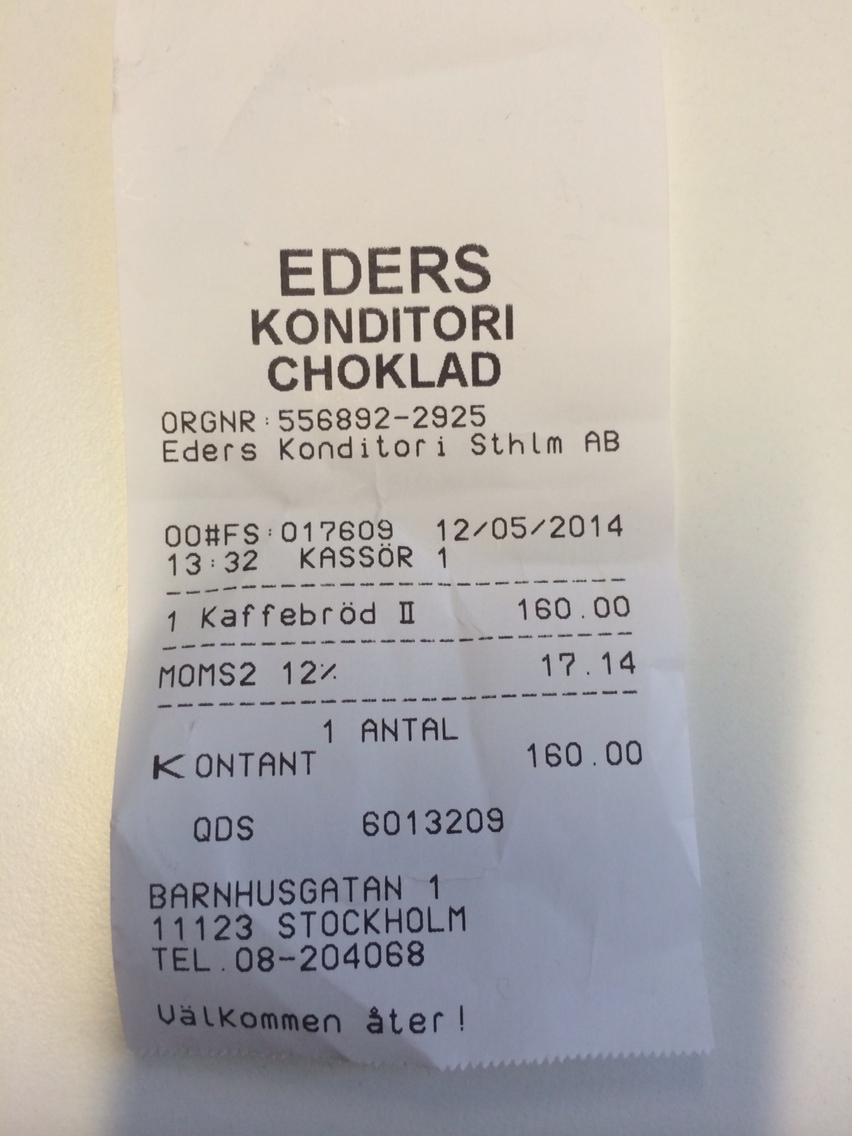 EDERS
KONDITORI
CHOKLAD
ORGNR:556892-2925
Eders Konditori Sthlm AB
00#FS:017609 12/05/2014
13:32 KASSÖR 1
1 Kaffebröd II 160.00
MOMS2 12% 17.14
1 ANTAL
KONTANT 160.00
QDS 6013209
BARNHUSGATAN 1
11123 STOCKHOLM
TEL.08-204068
Välkommen åter!